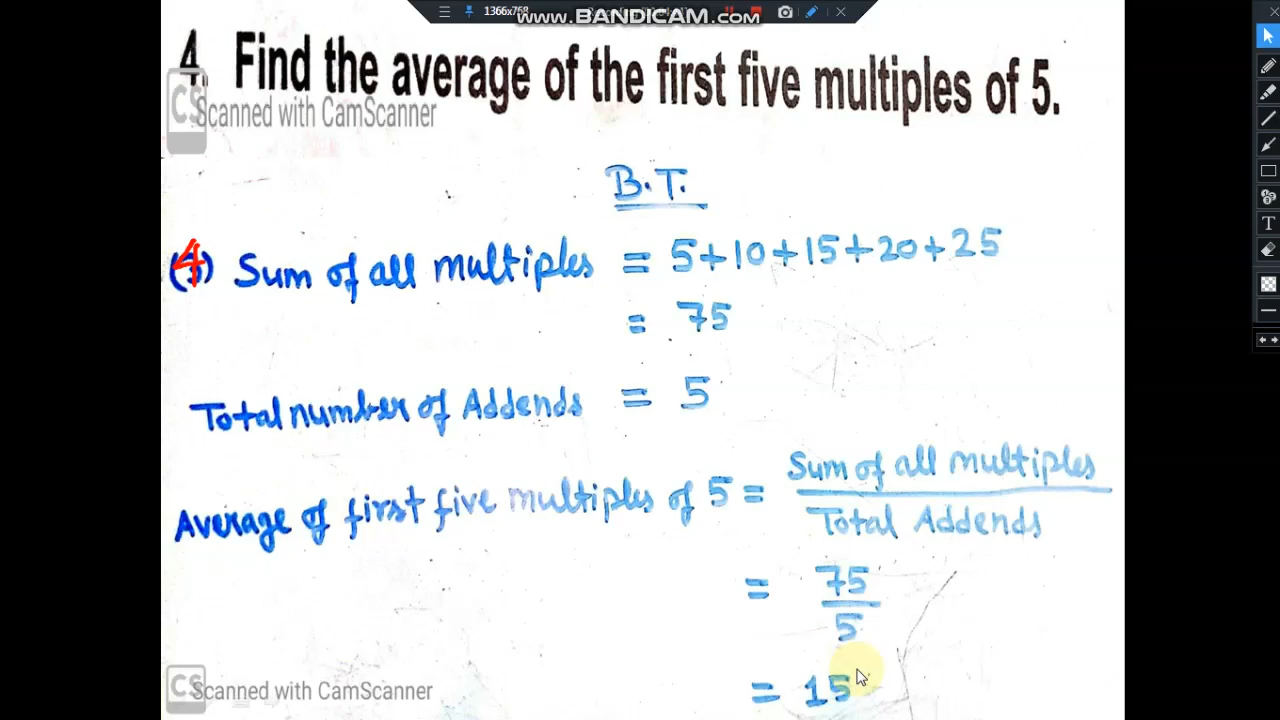 1366x768
www.BANDICAM.com
4. Find the average of the first five multiples of 5.
CS Scanned with CamScanner
B.T.
(4) Sum of all multiples = 5+10+15+20+25
= 75
Total number of Addends = 5
Average of first five multiples of 5 = Sum of all multiples
Total Addends
= 75
5
= 15
CS Scanned with CamScanner